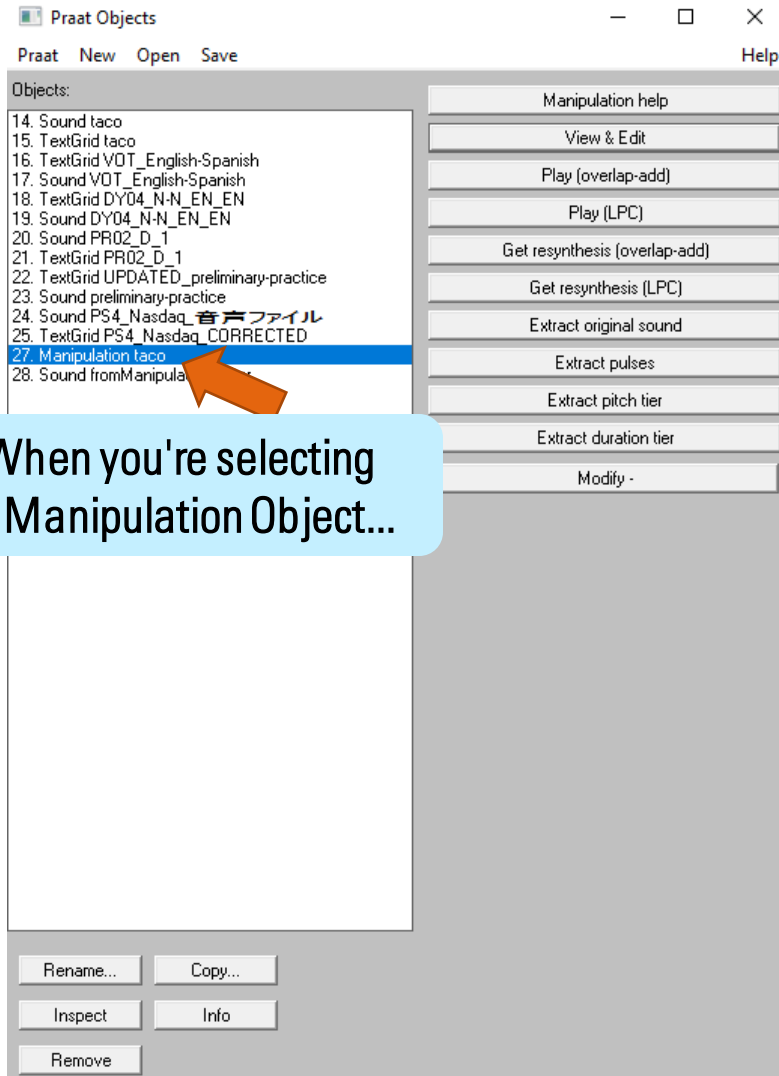 Praat Objects
Praat New Open Save Help
Objects:
14. Sound taco
15. TextGrid taco
16. TextGrid VOT_English-Spanish
17. Sound VOT_English-Spanish
18. TextGrid DY04_N-N_EN_EN
19. Sound DY04_N-N_EN_EN
20. Sound PR02_D_1
21. TextGrid PR02_D_1
22. TextGrid UPDATED_preliminary-practice
23. Sound preliminary-practice
24. Sound PS4_Nasdaq_音声ファイル
25. TextGrid PS4_Nasdaq_CORRECTED
27. Manipulation taco
28. Sound fromManipula
When you're selecting
Manipulation Object...
Manipulation help
View & Edit
Play (overlap-add)
Play (LPC)
Get resynthesis (overlap-add)
Get resynthesis (LPC)
Extract original sound
Extract pulses
Extract pitch tier
Extract duration tier
Modify -
Rename... Copy...
Inspect Info
Remove